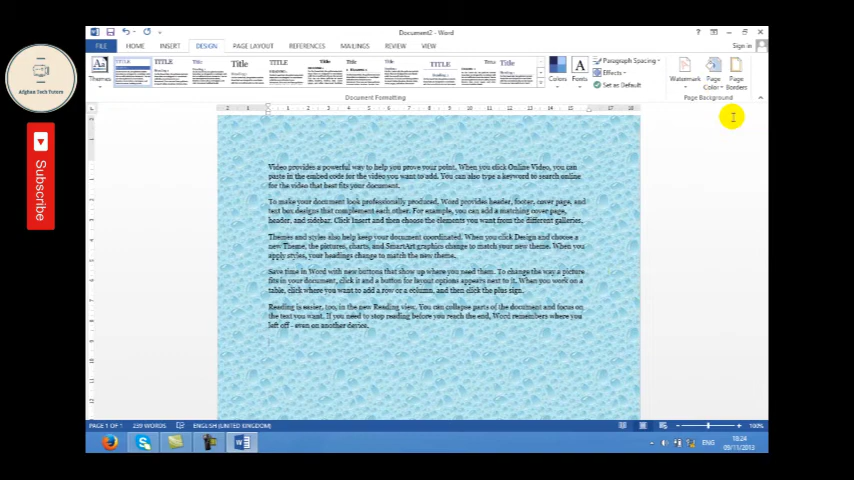 Document2 - Word
Sign in
FILE HOME INSERT DESIGN PAGE LAYOUT REFERENCES MAILINGS REVIEW VIEW
Themes
Colors
Fonts
Paragraph Spacing
Effects
Set as Default
Watermark
Page Color
Page Borders
Document Formatting
Page Background
Afghan Tech Tutors
Subscribe
Video provides a powerful way to help you prove your point. When you click Online Video, you can
paste in the embed code for the video you want to add. You can also type a keyword to search online
for the video that best fits your document.
To make your document look professionally produced, Word provides header, footer, cover page, and
text box designs that complement each other. For example, you can add a matching cover page,
header, and sidebar. Click Insert and then choose the elements you want from the different galleries.
Themes and styles also help keep your document coordinated. When you click Design and choose a
new Theme, the pictures, charts, and SmartArt graphics change to match your new theme. When you
apply styles, your headings change to match the new theme.
Save time in Word with new buttons that show up where you need them. To change the way a picture
fits in your document, click it and a button for layout options appears next to it. When you work on a
table, click where you want to add a row or a column, and then click the plus sign.
Reading is easier, too, in the new Reading view. You can collapse parts of the document and focus on
the text you want. If you need to stop reading before you reach the end, Word remembers where you
left off - even on another device.
PAGE 1 OF 1 239 WORDS ENGLISH (UNITED KINGDOM) 100%
ENG
18:24
09/11/2013